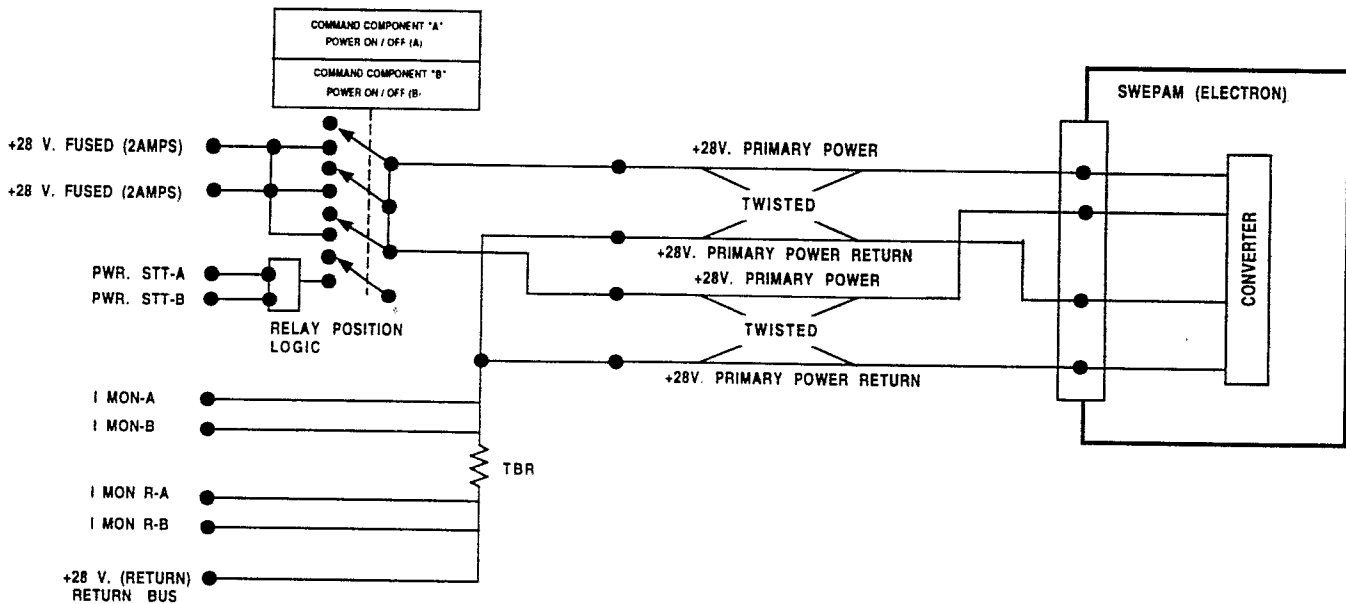 COMMAND COMPONENT "A"
POWER ON / OFF (A)
COMMAND COMPONENT "B"
POWER ON / OFF (B)
SWEPAM (ELECTRON)
+28 V. FUSED (2AMPS)
+28V. PRIMARY POWER
+28 V. FUSED (2AMPS)
TWISTED
+28V. PRIMARY POWER RETURN
PWR. STT-A
+28V. PRIMARY POWER
PWR. STT-B
CONVERTER
RELAY POSITION
LOGIC
TWISTED
+28V. PRIMARY POWER RETURN
I MON-A
I MON-B
TBR
I MON R-A
I MON R-B
+28 V. (RETURN)
RETURN BUS